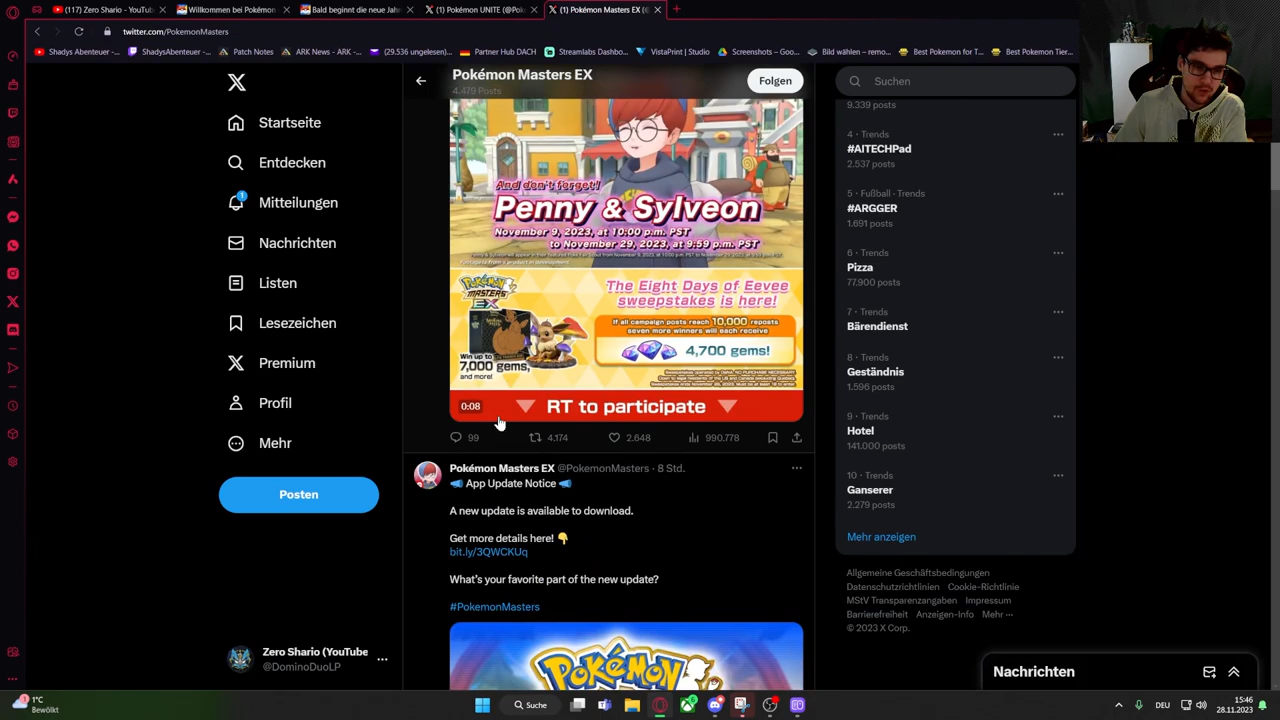 (117) Zero Shario - YouTub
Willkommen bei Pokémon
Bald beginnt die neue Jahre
(1) Pokémon UNITE (@Poké
(1) Pokémon Masters EX (@
twitter.com/PokemonMasters
Shadys Abenteuer -...
ShadysAbenteuer -...
Patch Notes
ARK News - ARK -...
(29.536 ungelesen)...
Partner Hub DACH
Streamlabs Dashbo...
VistaPrint | Studio
Screenshots – Goo...
Bild wählen – remo...
Best Pokemon for T...
Best Pokemon Tier...
Startseite
Entdecken
1
Mitteilungen
Nachrichten
Listen
Lesezeichen
Premium
Profil
Mehr
Posten
Zero Shario (YouTube
@DominoDuoLP
Pokémon Masters EX
4.479 Posts
Folgen
And don't forget!
Penny & Sylveon
November 9, 2023, at 10:00 p.m. PST
to November 29, 2023, at 9:59 p.m. PST
POKÉMON MASTERS EX
The Eight Days of Eevee
sweepstakes is here!
If all campaign posts reach 10,000 reposts
seven more winners will each receive
4,700 gems!
Win up to
7,000 gems,
and more!
0:08
RT to participate
99
4.174
2.648
990.778
Pokémon Masters EX @PokemonMasters · 8 Std.
App Update Notice
A new update is available to download.
Get more details here!
bit.ly/3QWCKUq
What's your favorite part of the new update?
#PokemonMasters
POKÉMON
Suchen
9.339 posts
4 · Trends
#AITECHPad
2.537 posts
5 · Fußball · Trends
#ARGGER
1.691 posts
6 · Trends
Pizza
77.900 posts
7 · Trends
Bärendienst
8 · Trends
Geständnis
1.596 posts
9 · Trends
Hotel
141.000 posts
10 · Trends
Ganserer
2.279 posts
Mehr anzeigen
Allgemeine Geschäftsbedingungen
Datenschutzrichtlinien Cookie-Richtlinie
MStV Transparenzangaben Impressum
Barrierefreiheit Anzeigen-Info Mehr ···
© 2023 X Corp.
Nachrichten
1°C
Bewölkt
Suche
DEU
15:46
28.11.2023